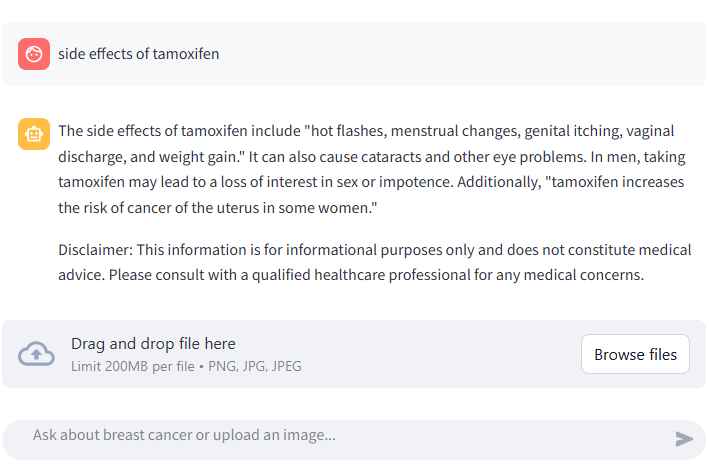 side effects of tamoxifen
The side effects of tamoxifen include "hot flashes, menstrual changes, genital itching, vaginal
discharge, and weight gain." It can also cause cataracts and other eye problems. In men, taking
tamoxifen may lead to a loss of interest in sex or impotence. Additionally, "tamoxifen increases
the risk of cancer of the uterus in some women."
Disclaimer: This information is for informational purposes only and does not constitute medical
advice. Please consult with a qualified healthcare professional for any medical concerns.
Drag and drop file here
Limit 200MB per file • PNG, JPG, JPEG
Browse files
Ask about breast cancer or upload an image...